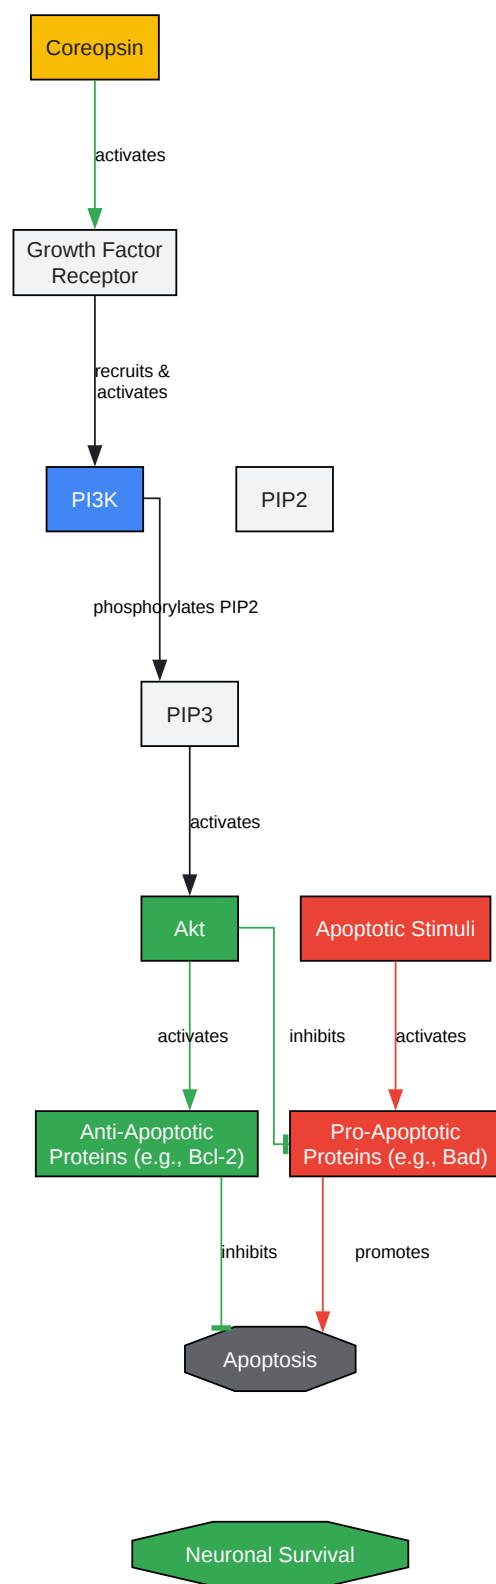 Coreopsin
activates
Growth Factor
Receptor
recruits &
activates
PI3K
PIP2
phosphorylates PIP2
PIP3
activates
Akt
Apoptotic Stimuli
activates
inhibits
activates
Anti-Apoptotic
Proteins (e.g., Bcl-2)
Pro-Apoptotic
Proteins (e.g., Bad)
inhibits
promotes
Apoptosis
Neuronal Survival